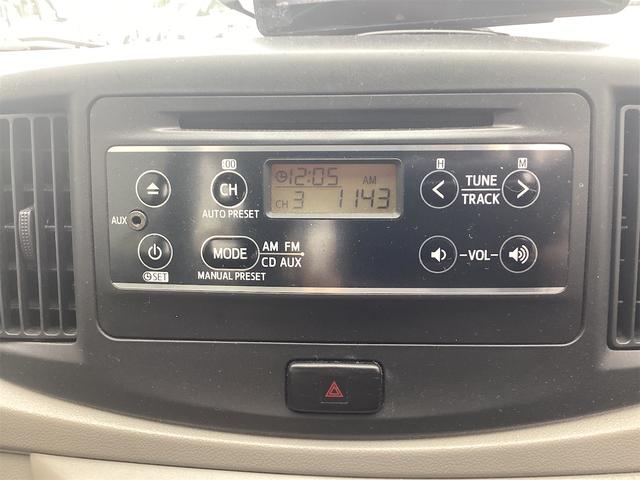 :00
H
M
12:05
AM
CH
TUNE
CH 3 1143
TRACK
AUX
AUTO PRESET
MODE
AM FM
CD AUX
-VOL-
SET
MANUAL PRESET